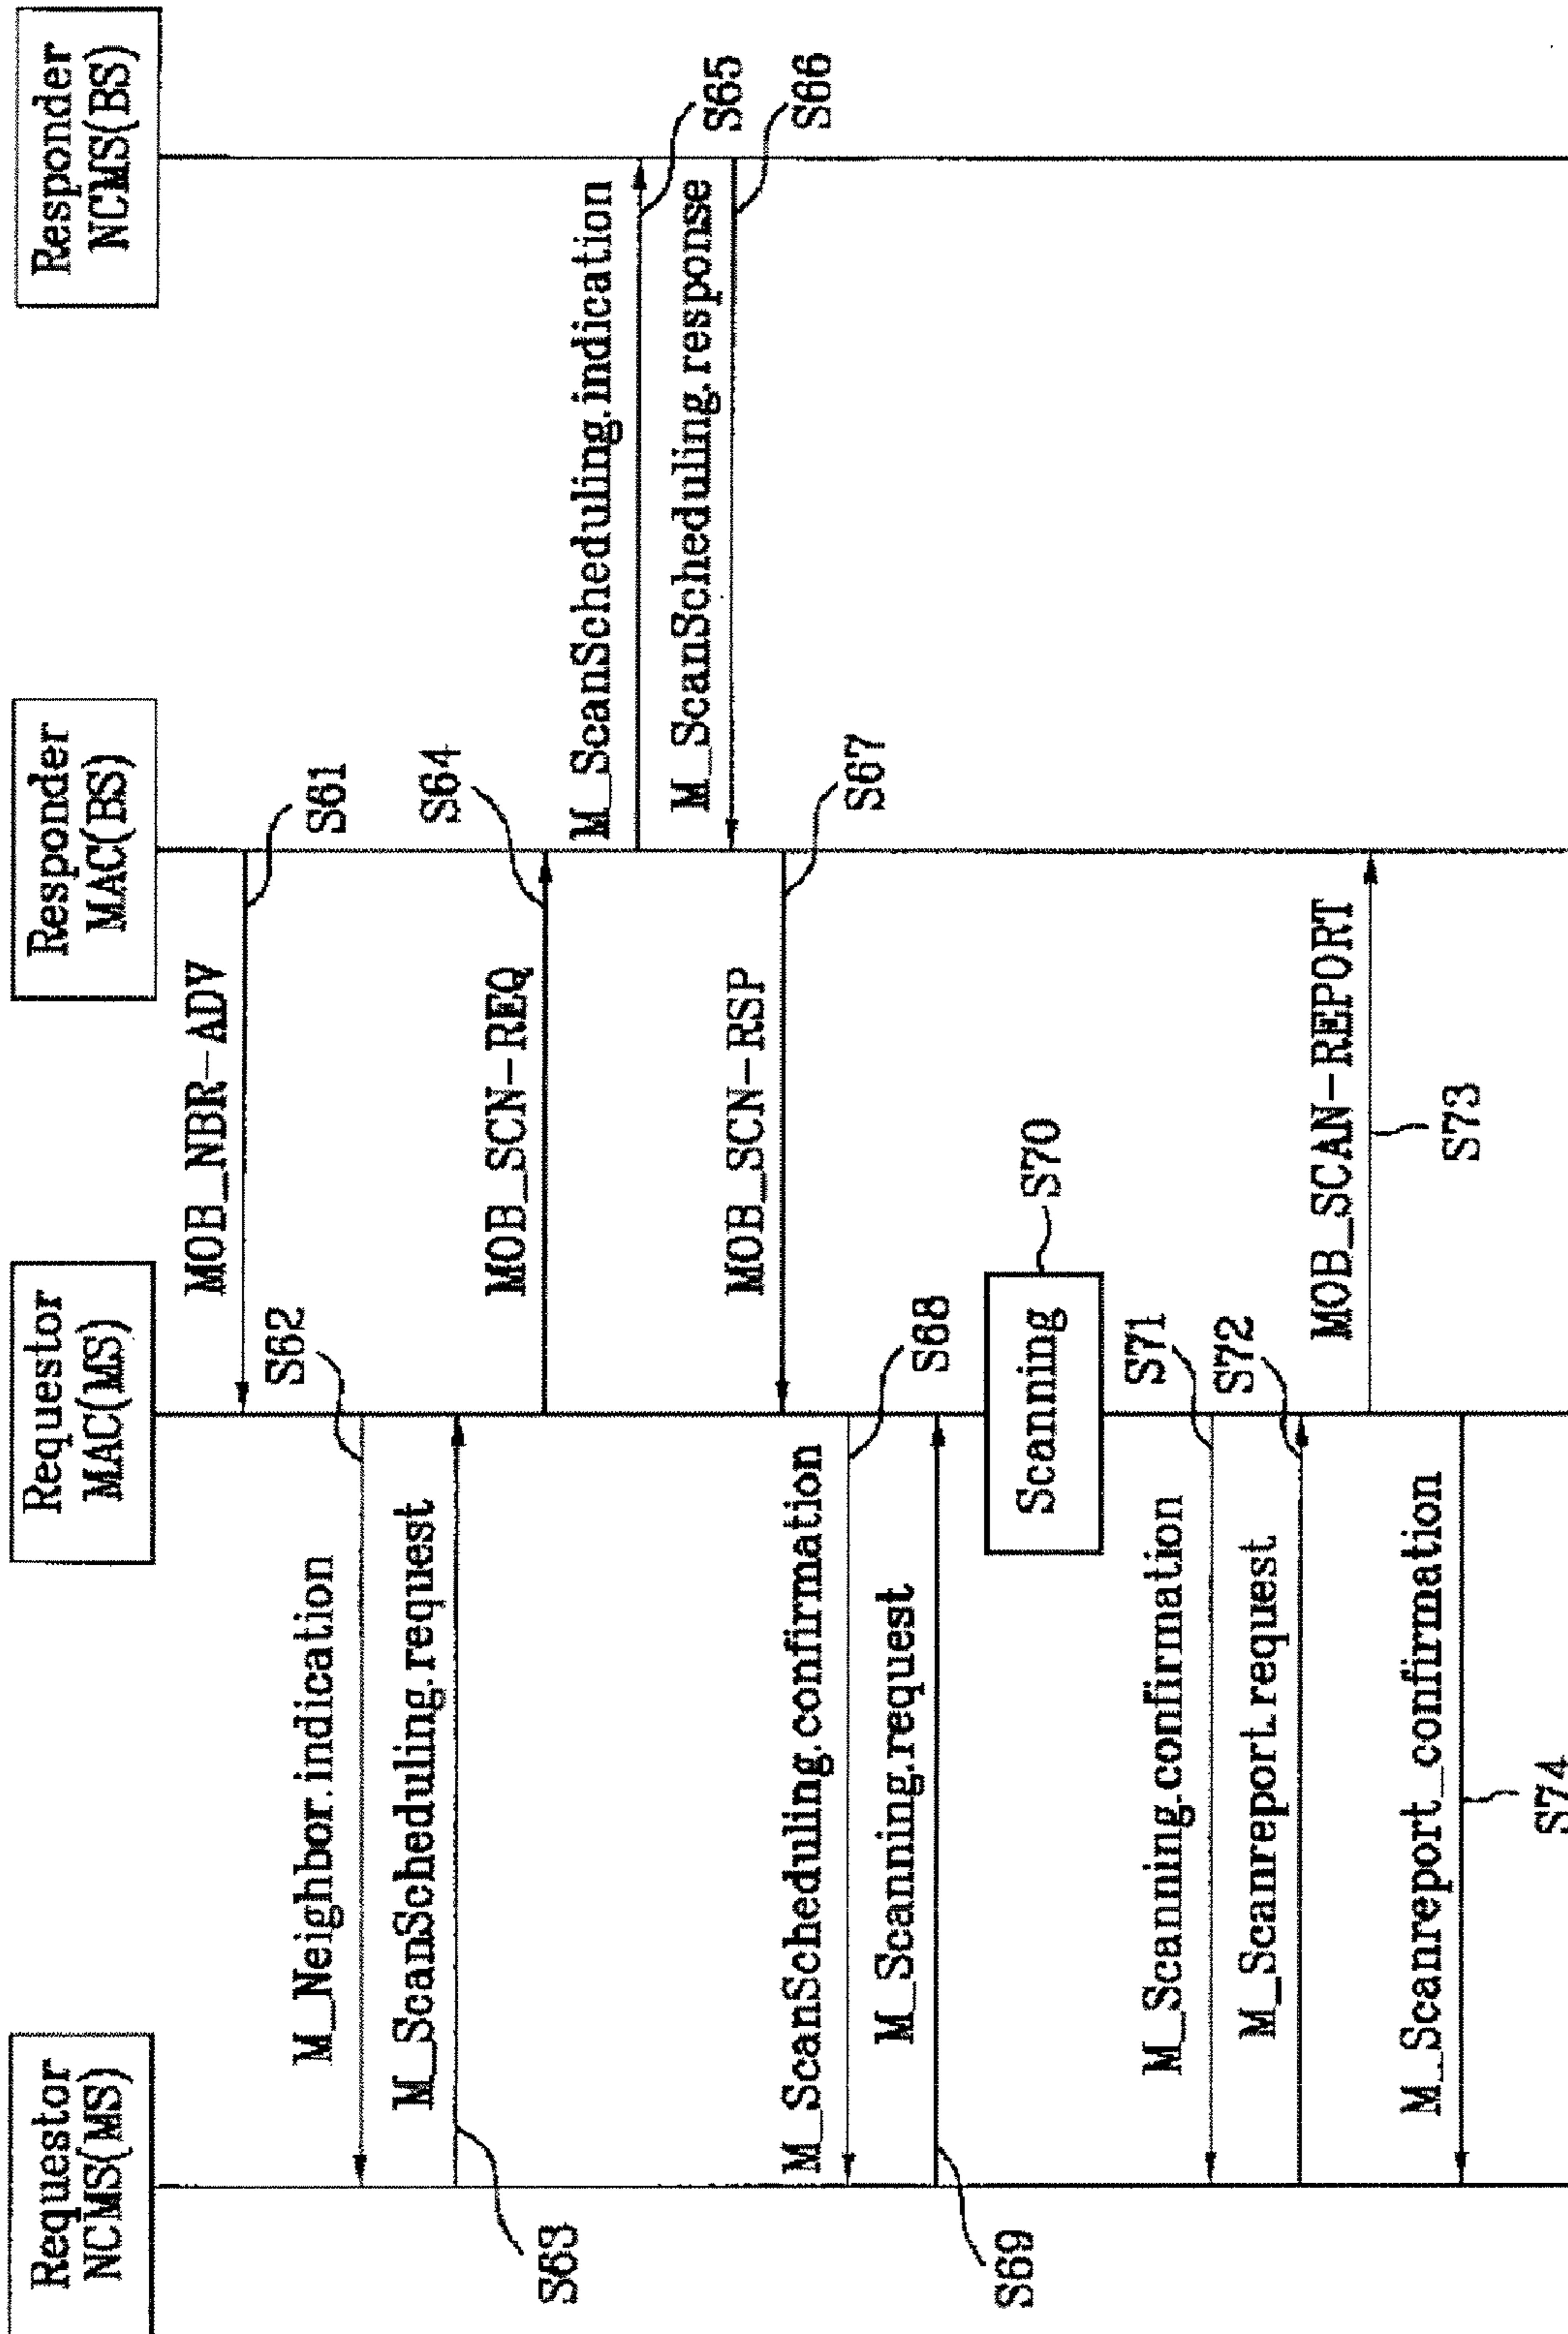 Requestor
NCMS(MS)
Requestor
MAC(MS)
Responder
MAC(BS)
Responder
NCMS(BS)
MOB_NBR-ADV
S61
S62
M_Neighbor.indication
M_ScanScheduling.request
S63
MOB_SCN-REQ
S64
M_ScanScheduling.indication
S65
M_ScanScheduling.response
S66
MOB_SCN-RSP
S67
M_ScanScheduling.confirmation
S68
M_Scanning.request
S69
Scanning
S70
M_Scanning.confirmation
S71
M_Scanreport.request
S72
MOB_SCAN-REPORT
S73
M_Scanreport_confirmation
S74